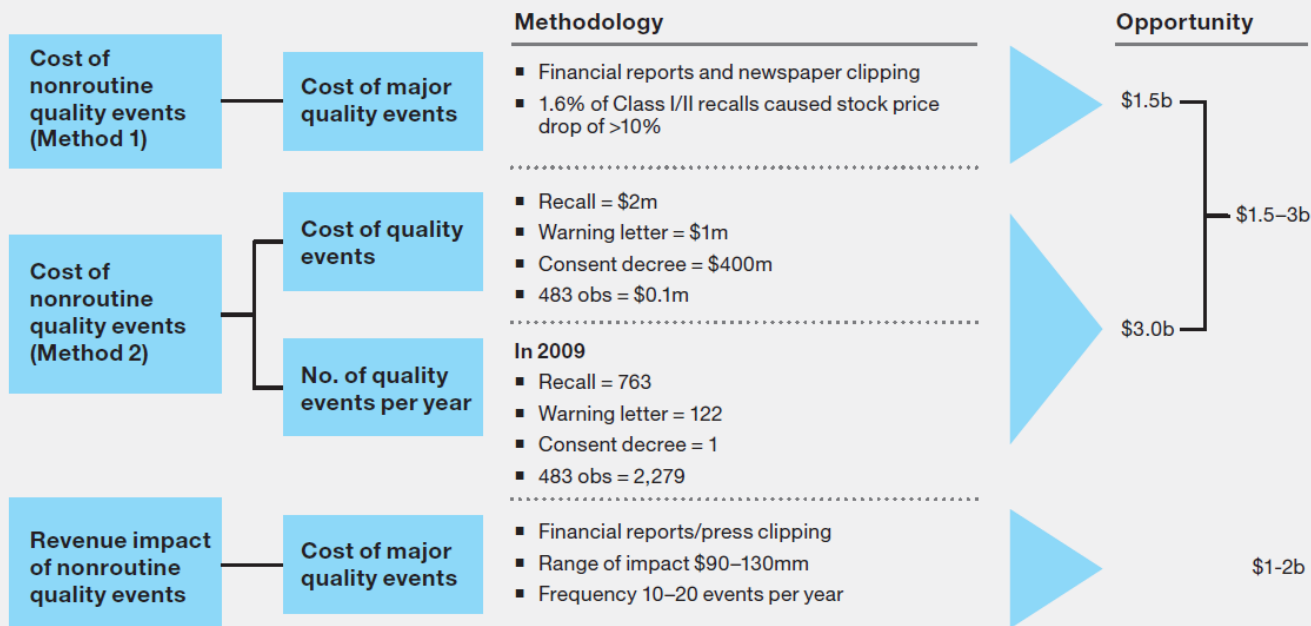 Methodology
Opportunity
Cost of
nonroutine
quality events
(Method 1)
Cost of major
quality events
▪ Financial reports and newspaper clipping
▪ 1.6% of Class I/II recalls caused stock price
drop of >10%
$1.5b
Cost of
nonroutine
quality events
(Method 2)
Cost of quality
events
▪ Recall = $2m
▪ Warning letter = $1m
▪ Consent decree = $400m
▪ 483 obs = $0.1m
No. of quality
events per year
In 2009
▪ Recall = 763
▪ Warning letter = 122
▪ Consent decree = 1
▪ 483 obs = 2,279
$3.0b
$1.5–3b
Revenue impact
of nonroutine
quality events
Cost of major
quality events
▪ Financial reports/press clipping
▪ Range of impact $90–130mm
▪ Frequency 10–20 events per year
$1-2b